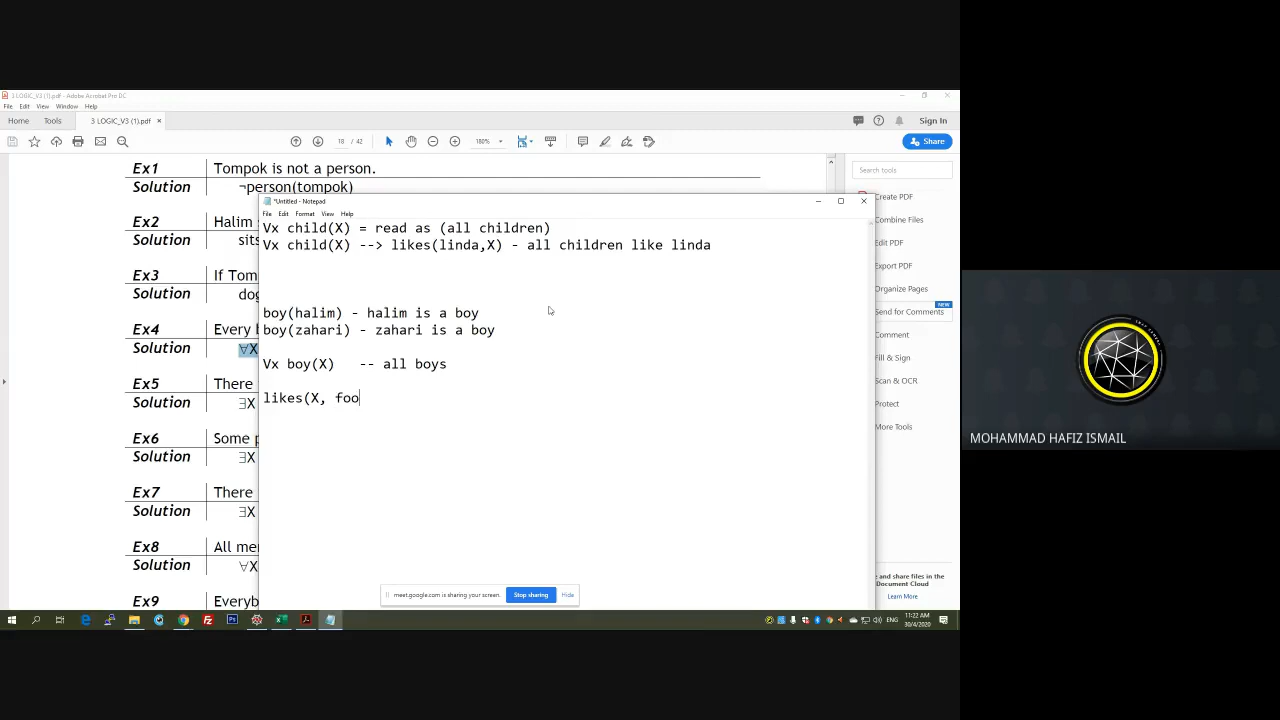 3 LOGIC_V3 (1).pdf - Adobe Acrobat Pro DC
File Edit View Window Help
Home Tools 3 LOGIC_V3 (1).pdf × Sign In
18 / 42 180% Share
Ex1 Tompok is not a person.
Solution ¬person(tompok)
Ex2 Halim
Solution sits
Ex3 If Tom
Solution dog
Ex4 Every b
Solution ∀X
Ex5 There
Solution ∃X
Ex6 Some p
Solution ∃X
Ex7 There
Solution ∃X
Ex8 All me
Solution ∀X
Ex9 Everyb
*Untitled - Notepad
File Edit Format View Help
Vx child(X) = read as (all children)
Vx child(X) --> likes(linda,X) - all children like linda
boy(halim) - halim is a boy
boy(zahari) - zahari is a boy
Vx boy(X) -- all boys
likes(X, foo
meet.google.com is sharing your screen. Stop sharing Hide
Search tools
Create PDF
Combine Files
Edit PDF
Export PDF
Organize Pages
NEW
Send for Comments
Comment
Fill & Sign
Scan & OCR
Protect
More Tools
e and share files in the
Document Cloud
Learn More
ENG 11:22 AM
30/4/2020
MOHAMMAD HAFIZ ISMAIL